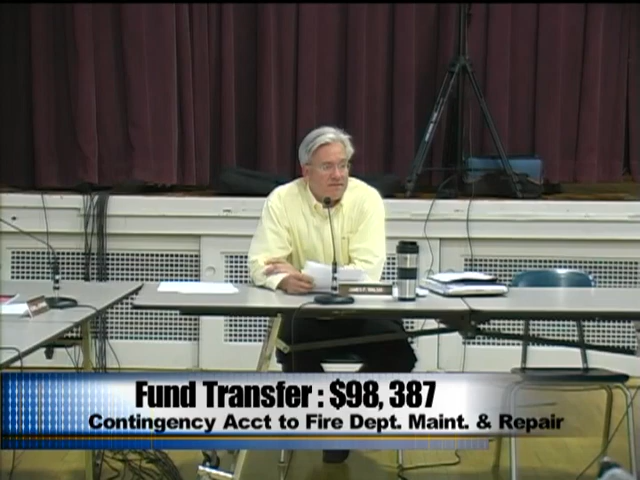 Fund Transfer : $98, 387
Contingency Acct to Fire Dept. Maint. & Repair